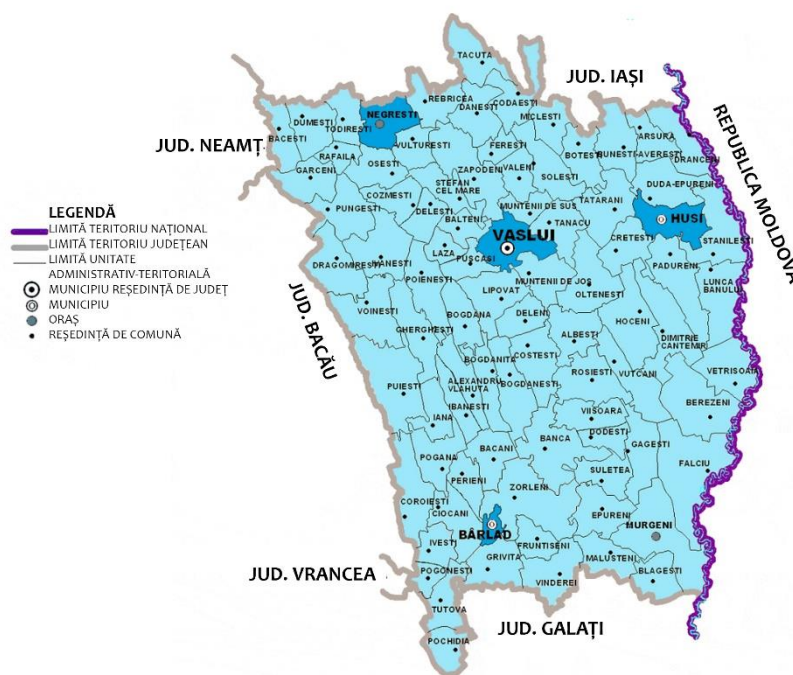 TACUTA
JUD. IAȘI
REBRICEA
CODAESTI
DANESTI
NEGRESTI
MICLESTI
DUMESTI
TODIRESTI
BACESTI
ARSURA
JUD. NEAMȚ
VULTURESTI
FERESTI
BOTESTI
BUNESTI-AVERESTI
DRANCENI
REPUBLICA MOLDOVA
RAFAILA
OSESTI
ZAPODENI
VALENI
GARCENI
SOLESTI
STEFAN
CEL MARE
DUDA-EPURENI
COZMESTI
TATARANI
PUNGESTI
DELESTI
MUNTENII DE SUS
HUSI
BALTENI
TANACU
VASLUI
CRETESTI
STANILESTI
LAZA
PUSCASI
DRAGOMIRESTI
IVANESTI
PADURENI
POIENESTI
MUNTENII DE JOS
LUNCA
BANULUI
OLTENESTI
LIPOVAT
JUD. BACĂU
VOINESTI
BOGDANA
DELENI
HOCENI
GHERGHESTI
ALBESTI
DIMITRIE
CANTEMIR
COSTESTI
BOGDANITA
ROSIESTI
VUTCANI
ALEXANDRU
VLAHUTA
BOGDANESTI
VETRISOAIA
PUIESTI
BEREZENI
IBANESTI
IANA
VIISOARA
DODESTI
BANCA
GAGESTI
BACANI
POGANA
FALCIU
PERIENI
SULETEA
ZORLENI
COROIESTI
CIOCANI
EPURENI
MURGENI
BÂRLAD
FRUNTISENI
IVESTI
GRIVITA
MALUSTENI
JUD. VRANCEA
POGONESTI
VINDEREI
BLAGESTI
TUTOVA
JUD. GALAȚI
POCHIDIA
LEGENDĂ
LIMITĂ TERITORIU NAȚIONAL
LIMITĂ TERITORIU JUDEȚEAN
LIMITĂ UNITATE
ADMINISTRATIV-TERITORIALĂ
MUNICIPIU REȘEDINȚĂ DE JUDEȚ
MUNICIPIU
ORAȘ
REȘEDINȚĂ DE COMUNĂ